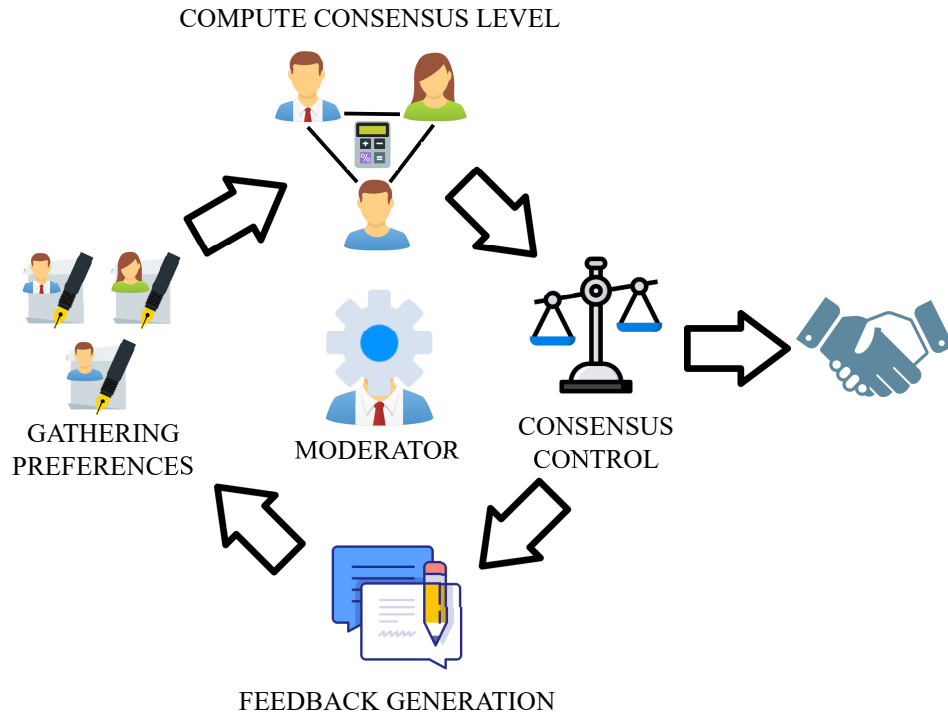 COMPUTE CONSENSUS LEVEL
+ −
% =
GATHERING
PREFERENCES
MODERATOR
CONSENSUS
CONTROL
FEEDBACK GENERATION